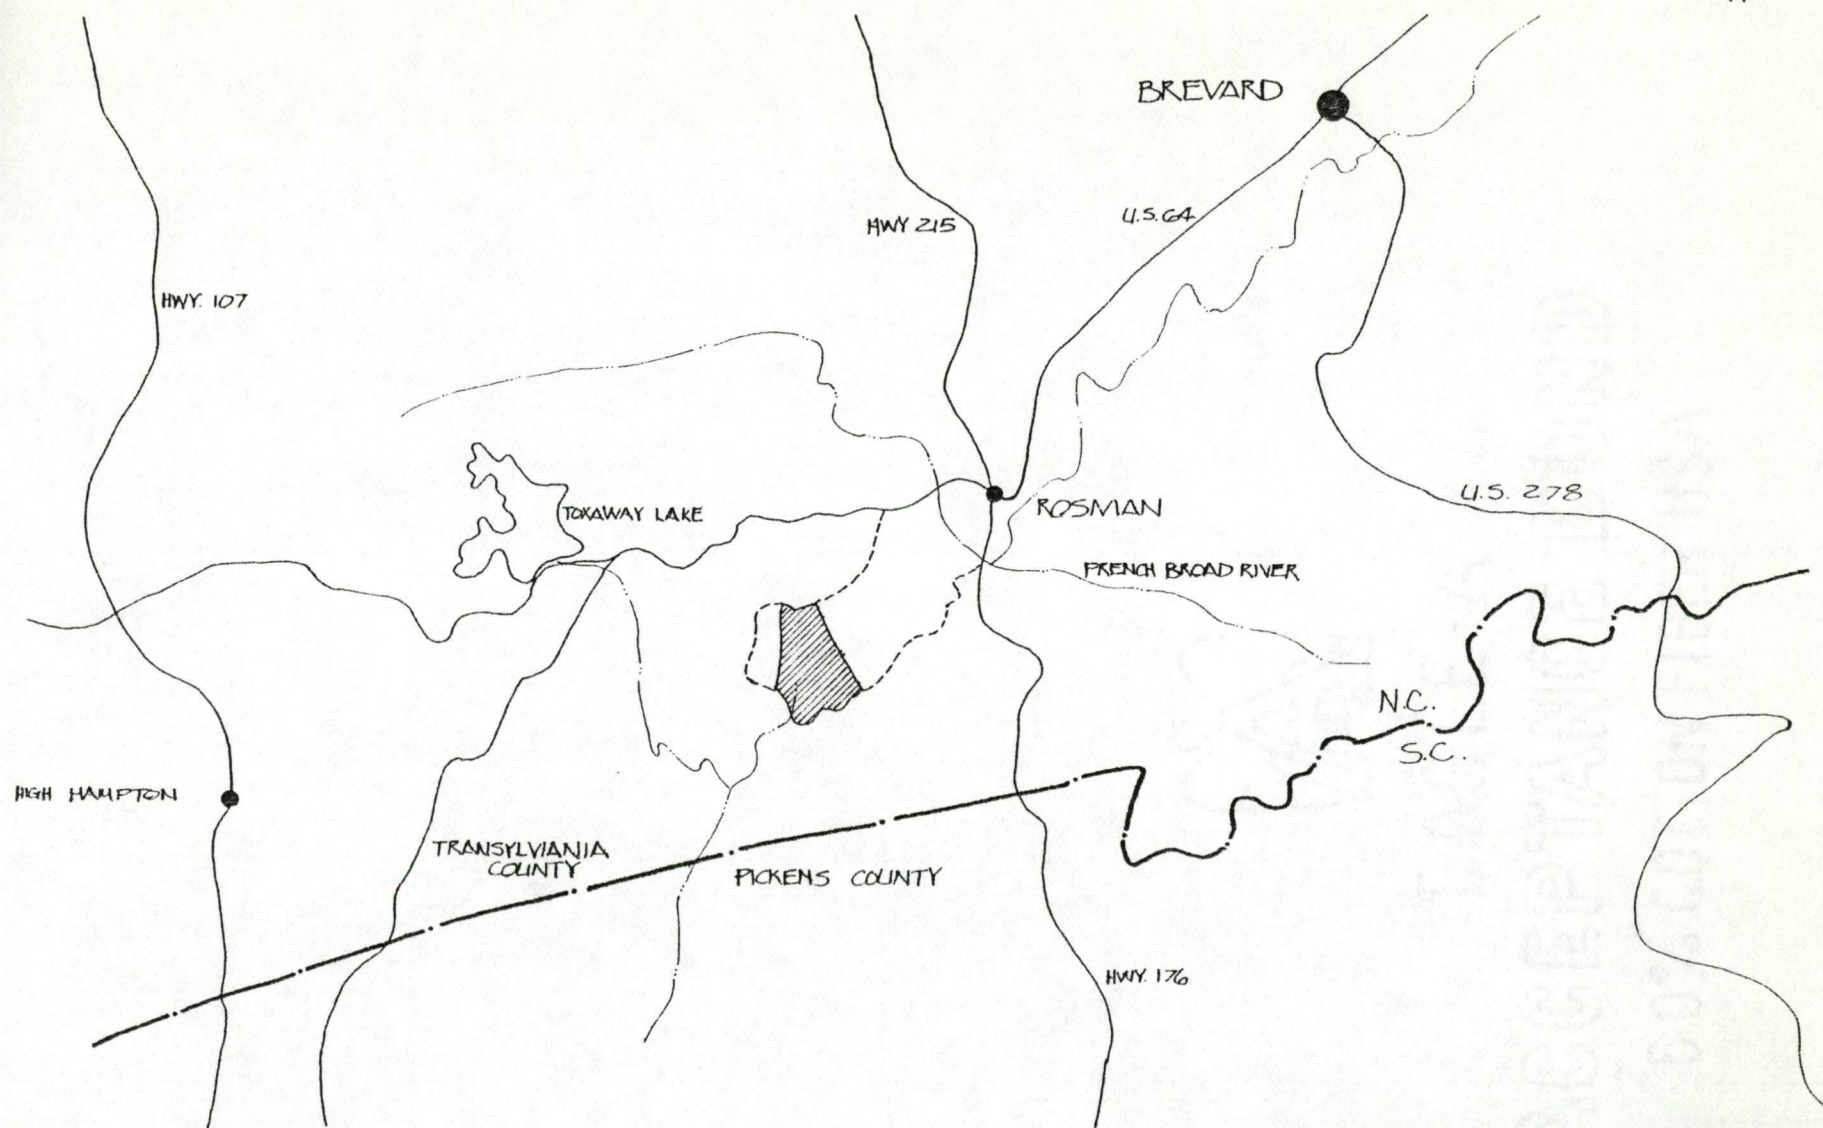 BREVARD
U.S. 64
HWY 215
HWY. 107
U.S. 278
TOXAWAY LAKE
ROSMAN
FRENCH BROAD RIVER
N.C.
S.C.
HIGH HAMPTON
TRANSYLVIANIA
COUNTY
PICKENS COUNTY
HWY. 176